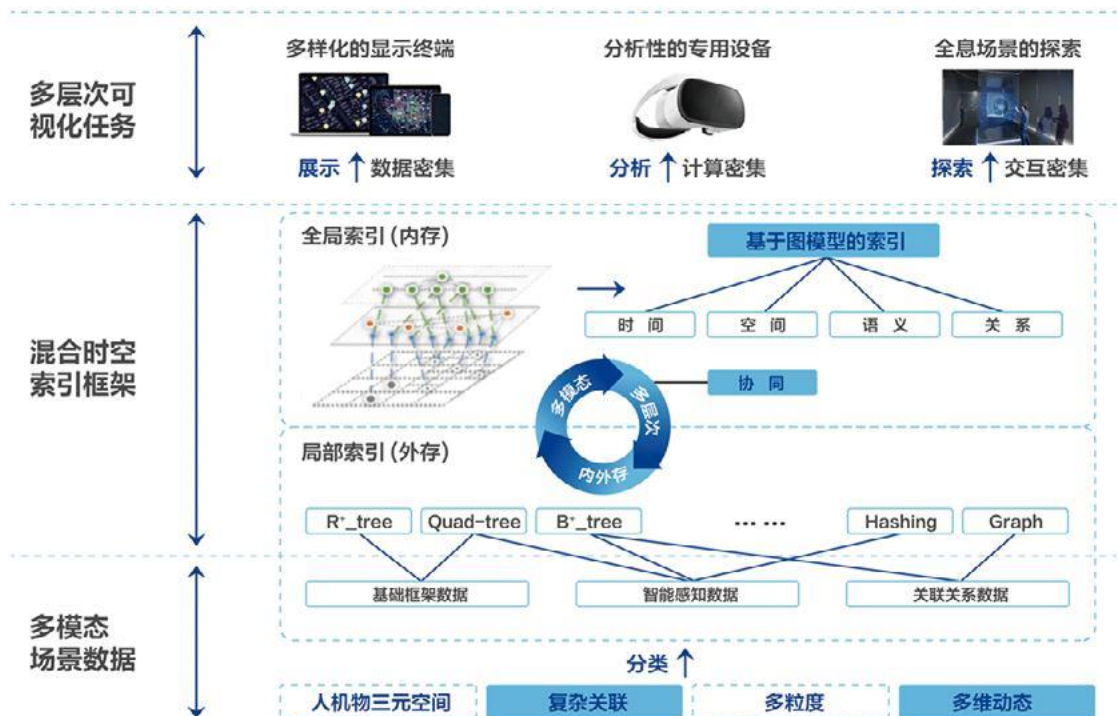 多样化的显示终端
分析性的专用设备
全息场景的探索
多层次可
视化任务
展示
数据密集
分析
计算密集
探索
交互密集
全局索引(内存)
基于图模型的索引
时 间
空 间
语 义
关 系
混合时空
索引框架
协 同
多模态
多层次
内外存
局部索引(外存)
R⁺_tree
Quad-tree
B⁺_tree
... ...
Hashing
Graph
基础框架数据
智能感知数据
关联关系数据
多模态
场景数据
分类
人机物三元空间
复杂关联
多粒度
多维动态